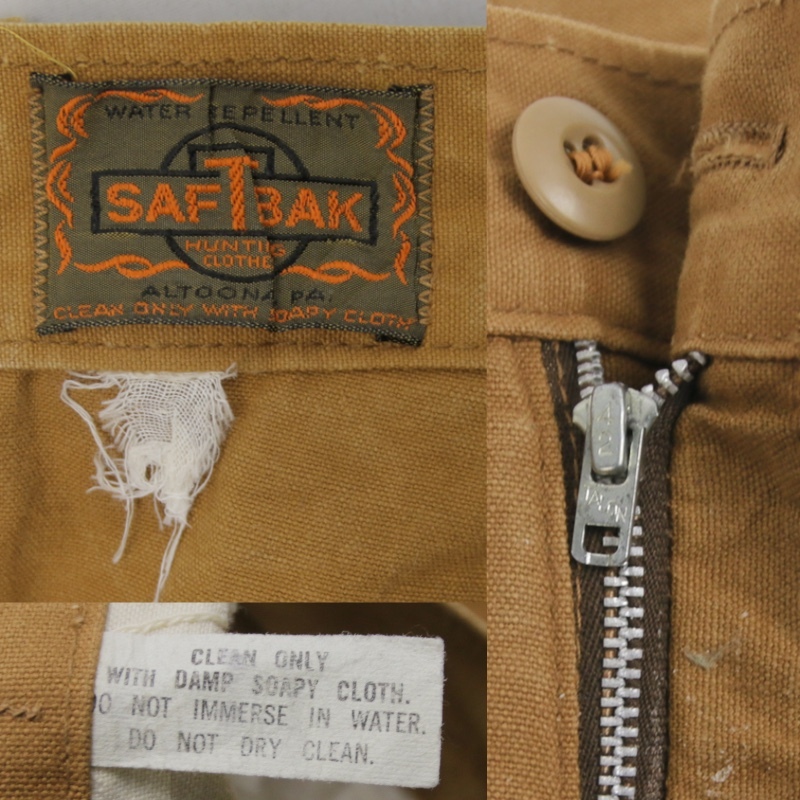 WATER REPELLENT
SAFTBAK
HUNTING
CLOTHES
ALTOONA, PA.
CLEAN ONLY WITH SOAPY CLOTH
TALON
CLEAN ONLY
WITH DAMP SOAPY CLOTH.
DO NOT IMMERSE IN WATER.
DO NOT DRY CLEAN.